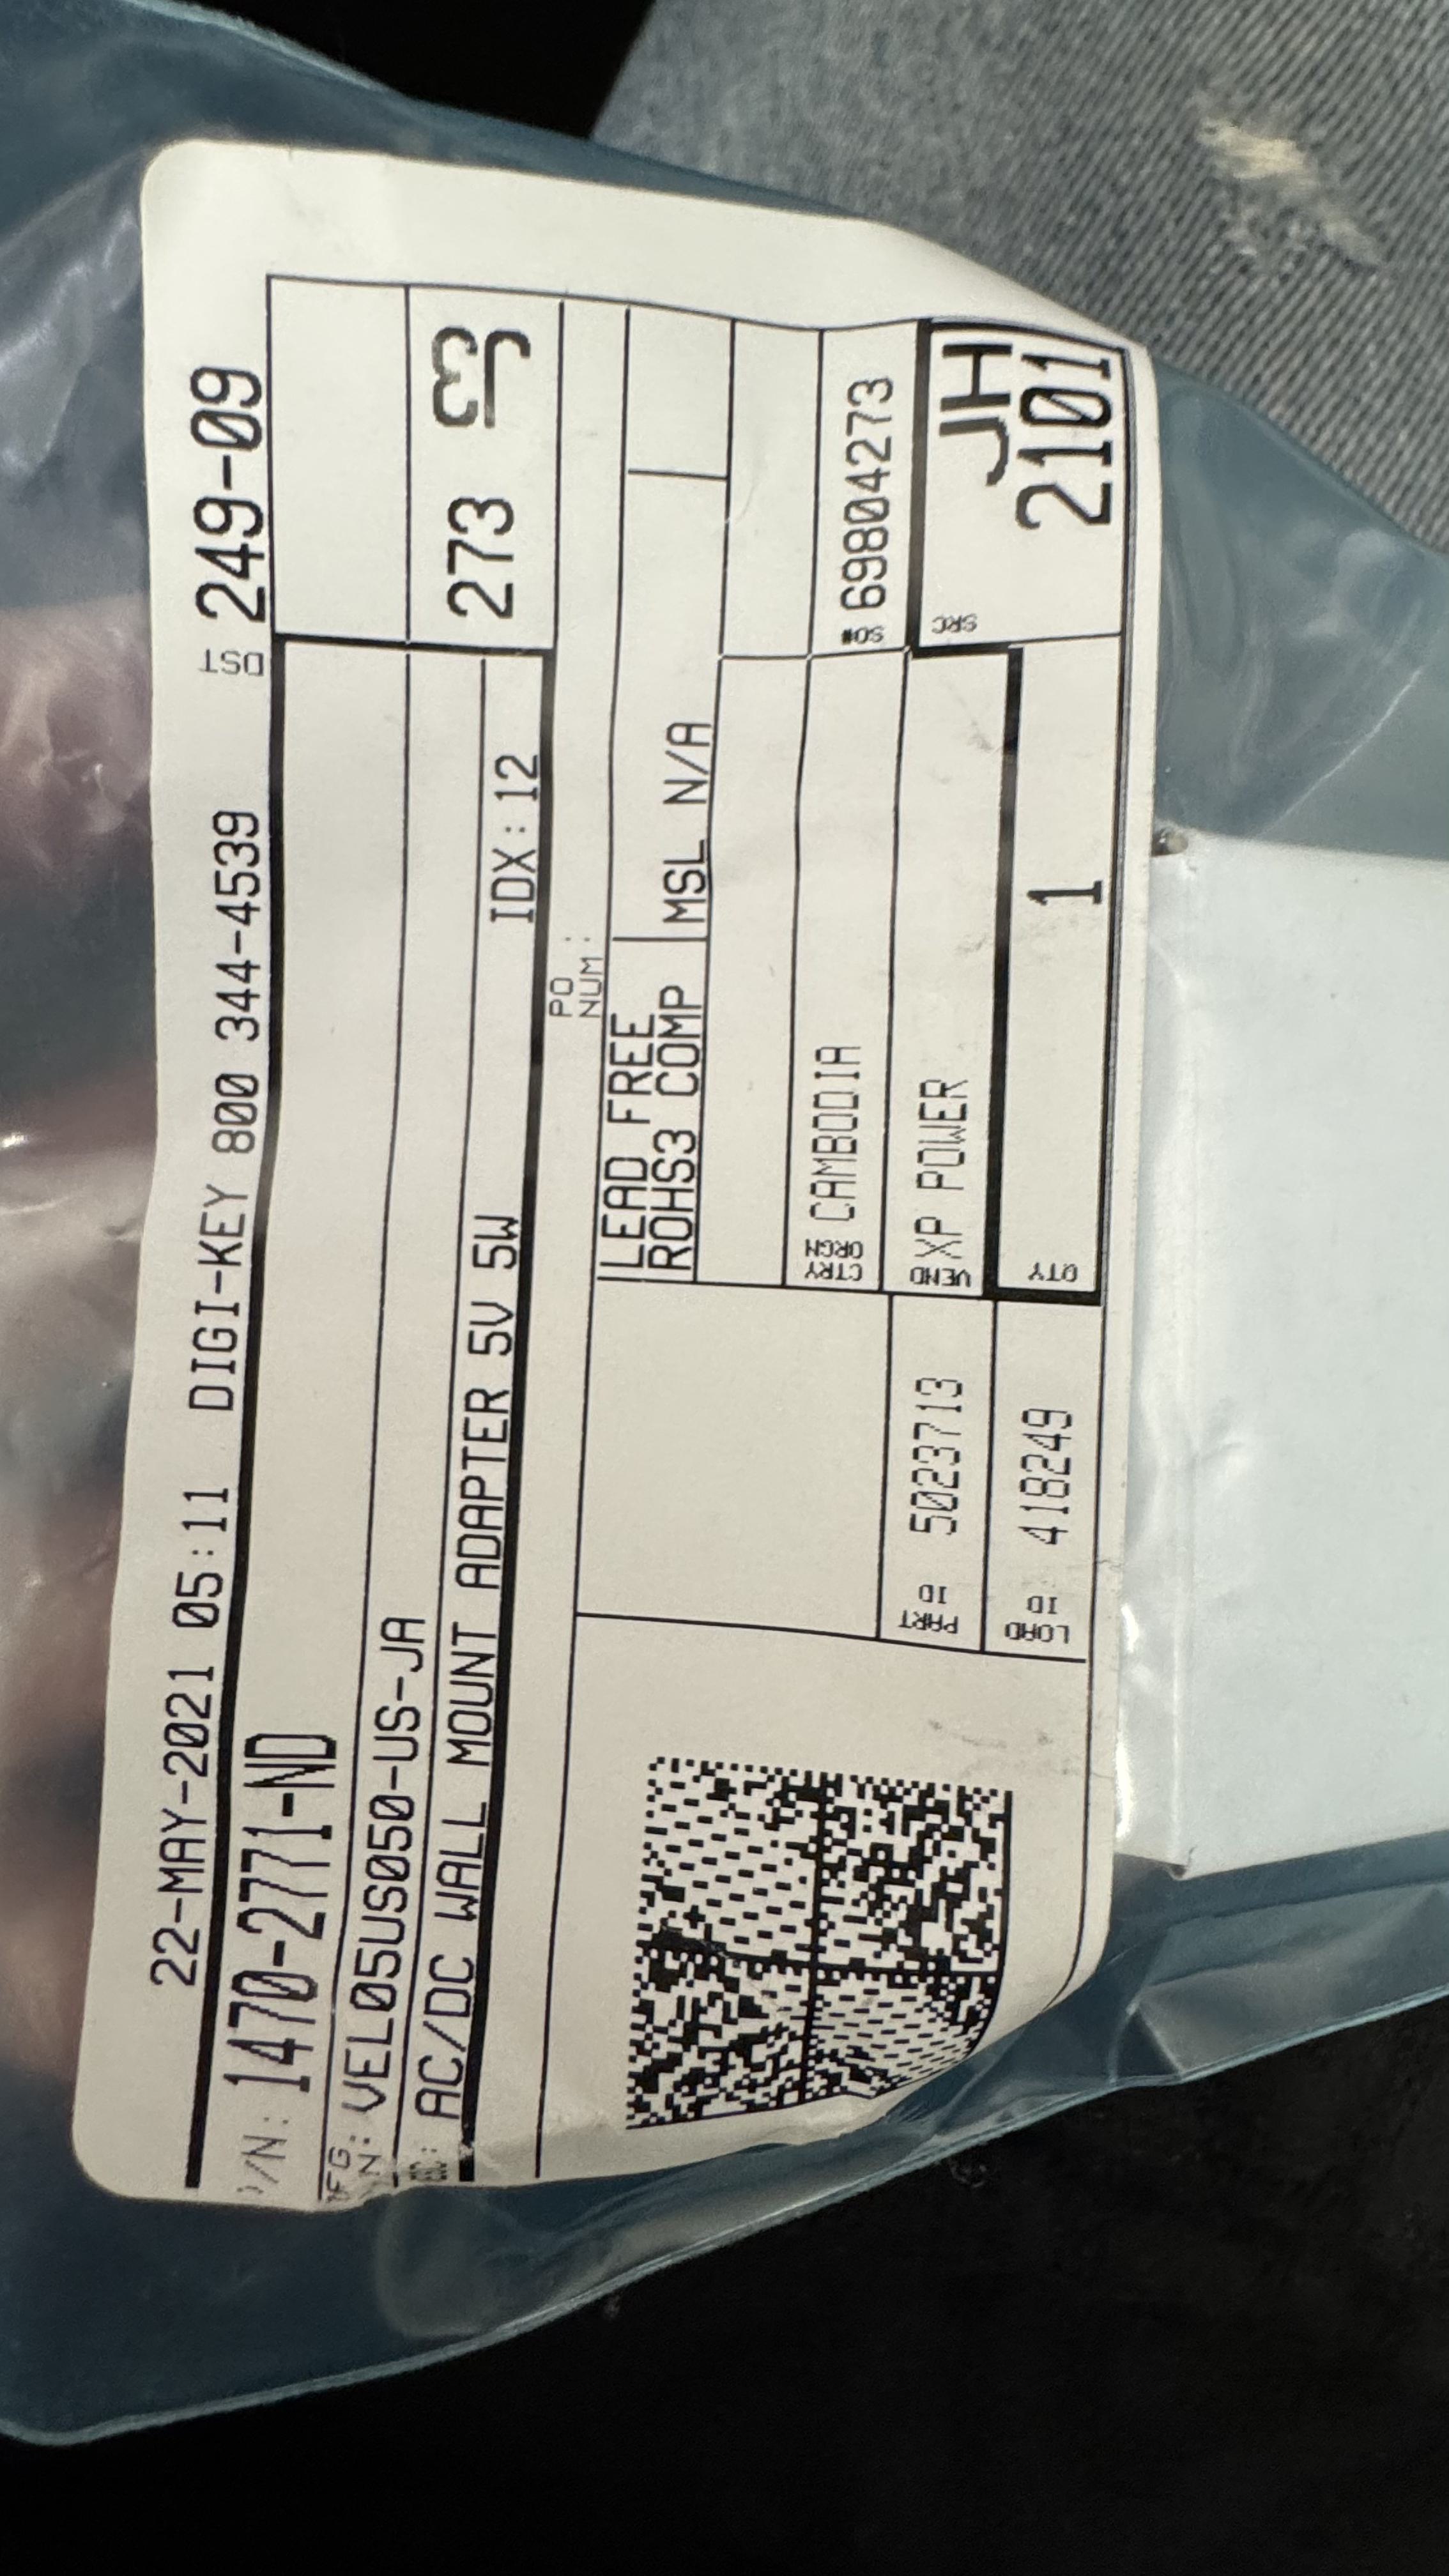 22-MAY-2021 05:11 DIGI-KEY 800 344-4539 DST 249-09
/N: 1470-2771-ND
FG
N: VEL05US050-US-JA
AC/DC WALL MOUNT ADAPTER 5V 5W
IDX:12
273
PO
NUM:
LEAD FREE
ROHS3 COMP
MSL N/A
CTRY
ORGN CAMBODIA
SO# 69804273
PART
ID 5023713
VEND XP POWER
SRC JH
2101
LOAD
ID 418249
QTY 1